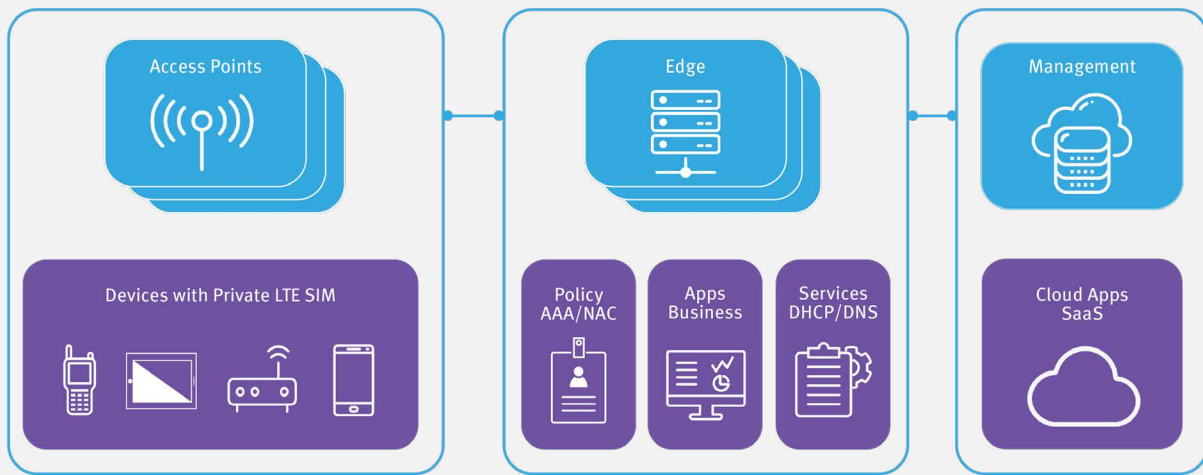 Access Points
Edge
Management
Devices with Private LTE SIM
Policy
AAA/NAC
Apps
Business
Services
DHCP/DNS
Cloud Apps
SaaS